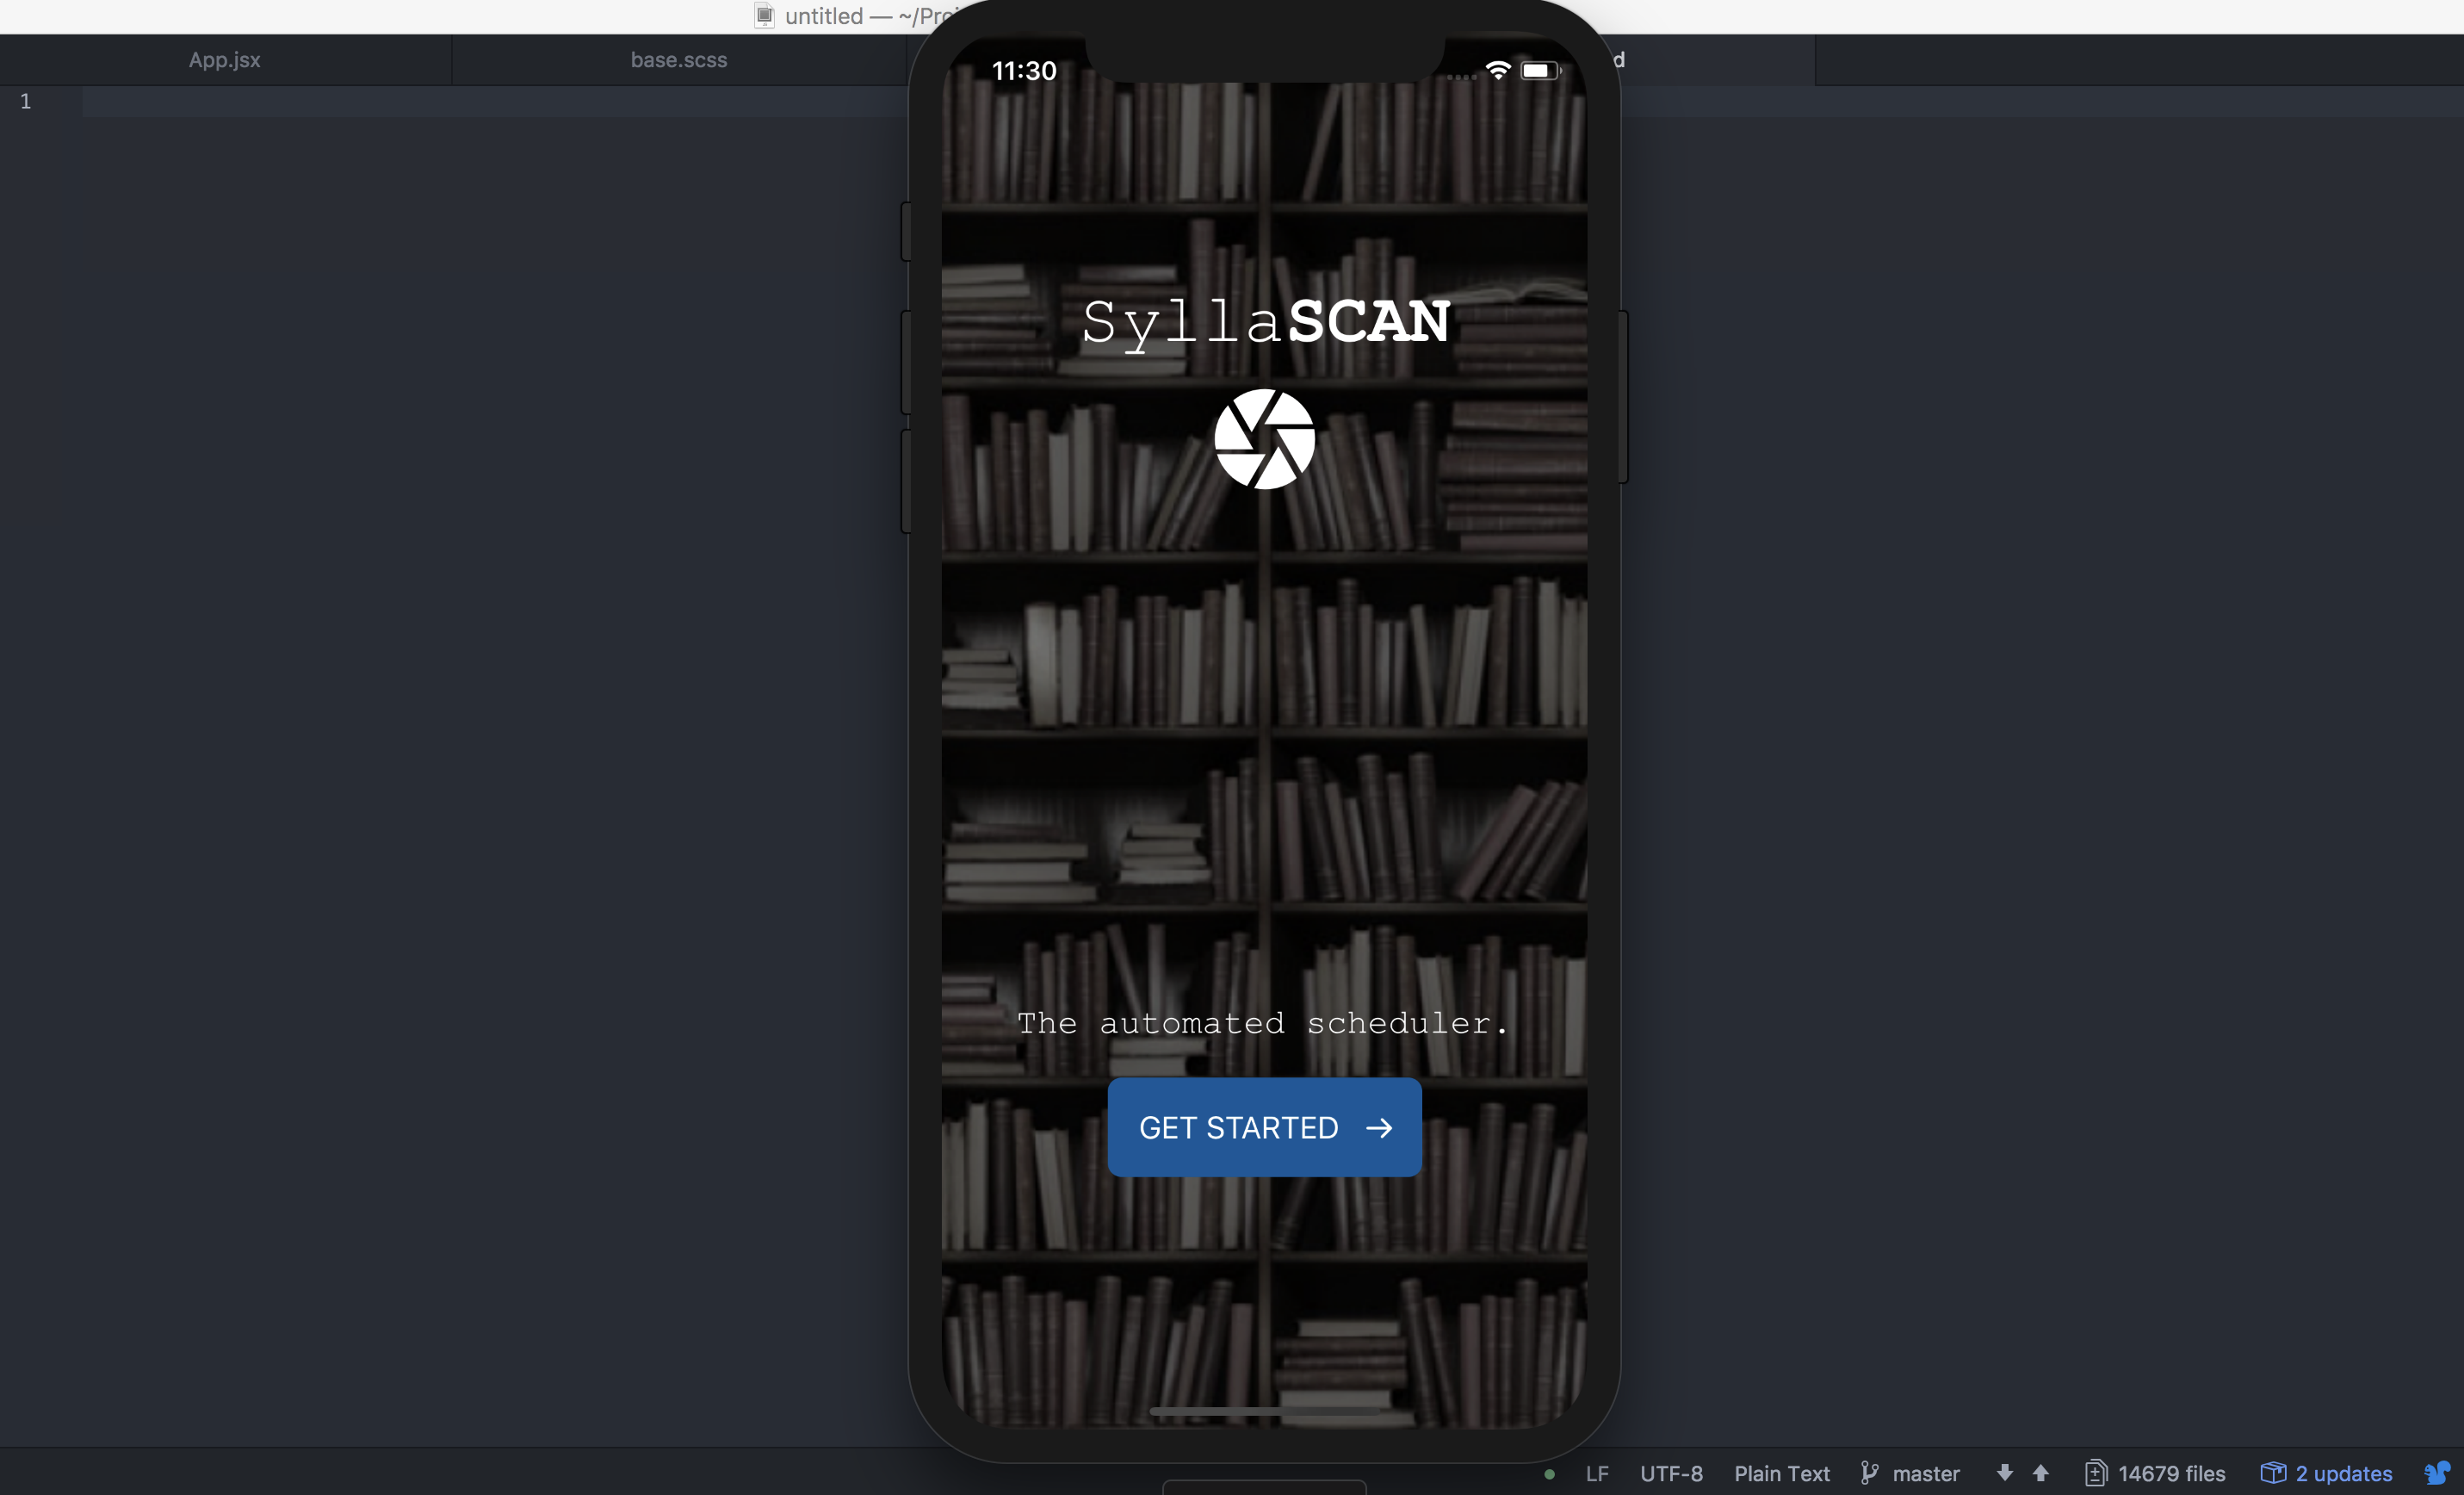 untitled — ~/Pro
App.jsx
base.scss
d
1
11:30
SyllaSCAN
The automated scheduler.
GET STARTED →
LF UTF-8 Plain Text master 14679 files 2 updates